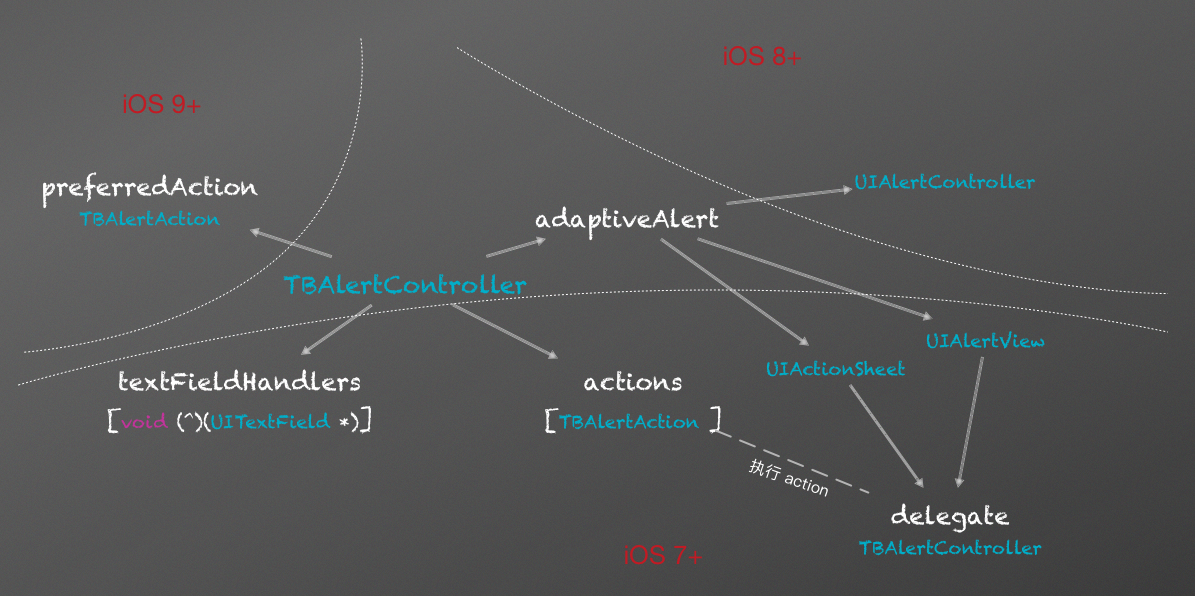 iOS 8+
iOS 9+
preferredAction
TBAlertAction
UIAlertController
adaptiveAlert
TBAlertController
UIAlertView
UIActionSheet
textFieldHandlers
[void (^)(UITextField *)]
actions
[TBAlertAction ]
执行 action
delegate
TBAlertController
iOS 7+